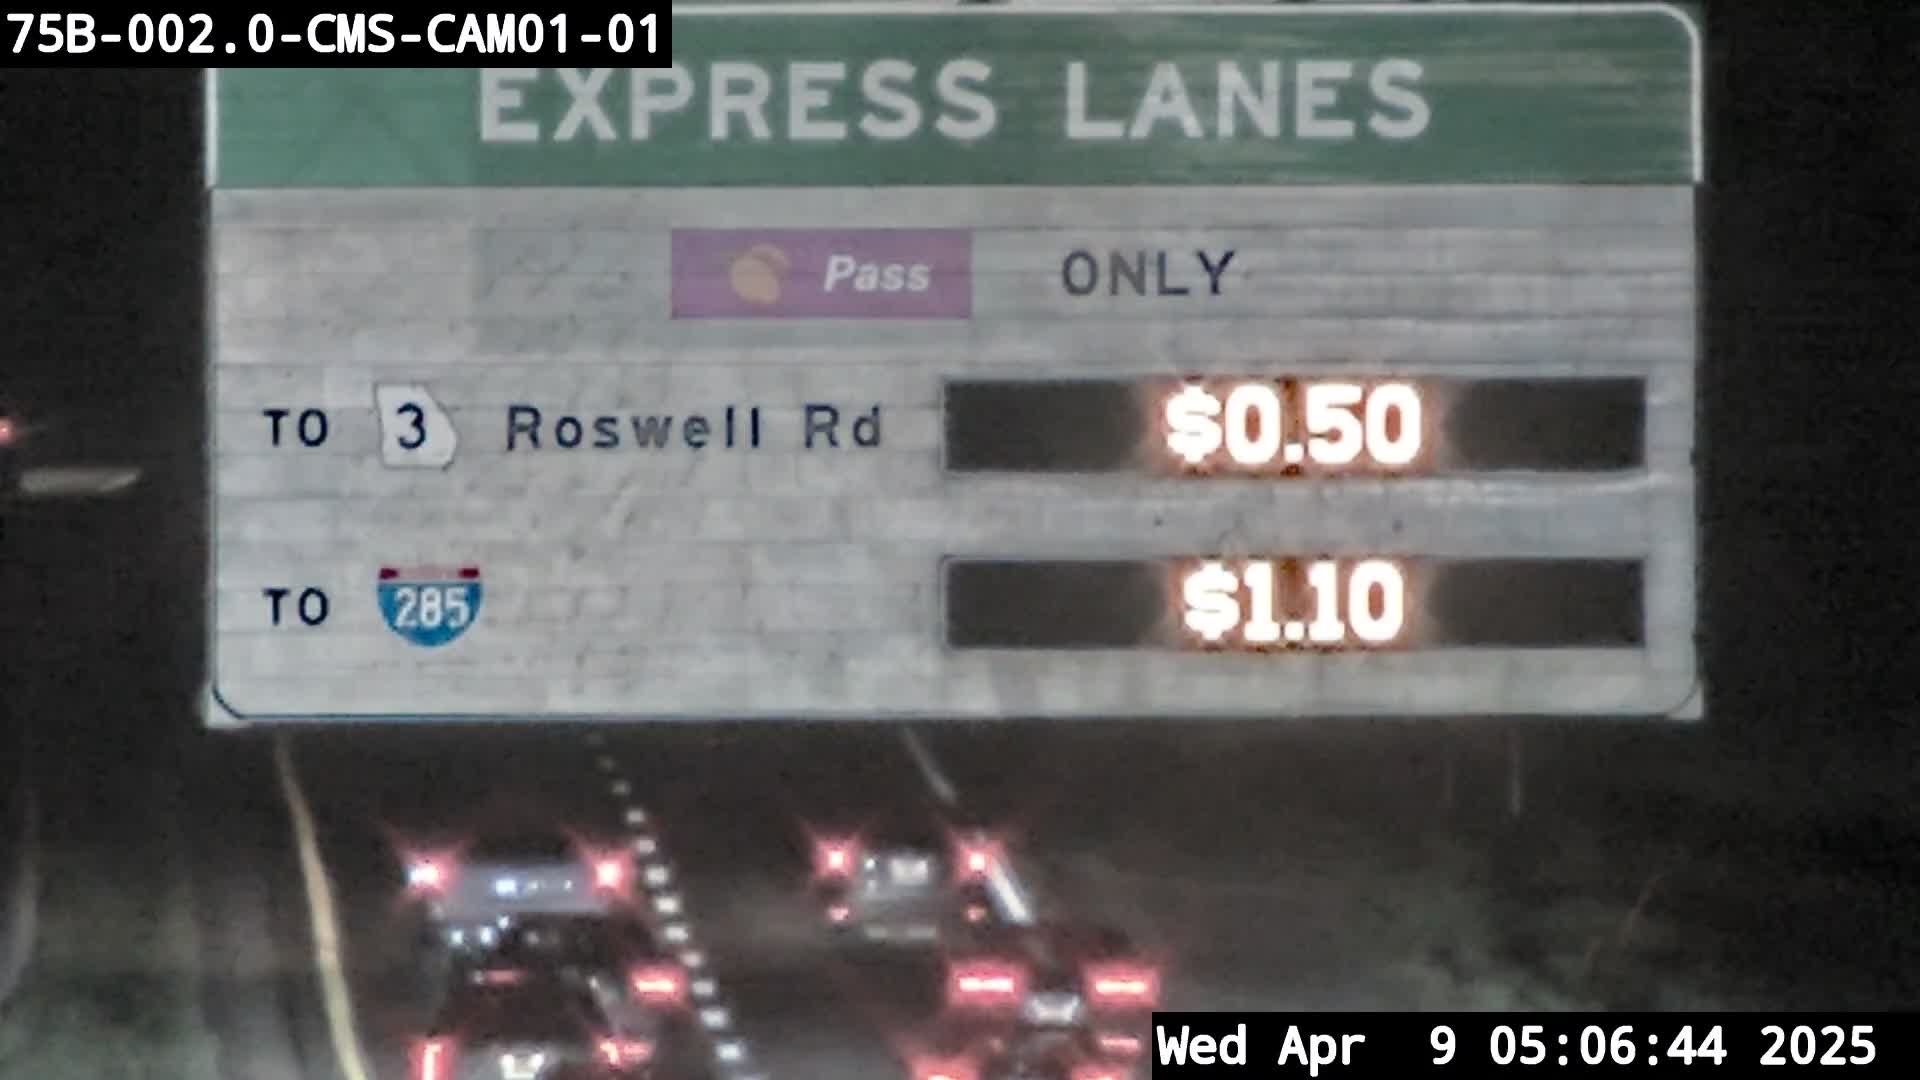 75B-002.0-CMS-CAM01-01
EXPRESS LANES
Pass ONLY
TO 3 Roswell Rd $0.50
TO 285 $1.10
Wed Apr 9 05:06:44 2025